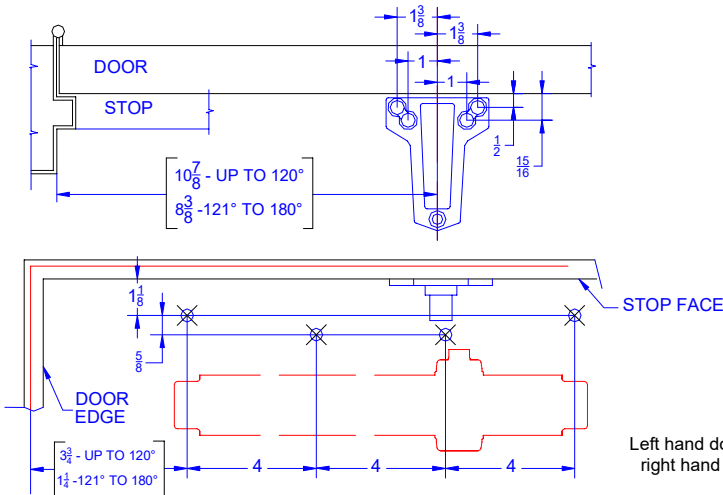 1 3/8
1 3/8
DOOR
1
1
STOP
1/2
15/16
10 7/8 - UP TO 120°
8 3/8 -121° TO 180°
1 1/8
STOP FACE
5/8
DOOR
EDGE
3 3/4 - UP TO 120°
1 1/4 -121° TO 180°
4
4
4
Left hand do
right hand